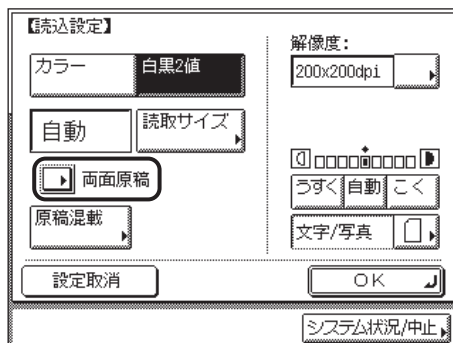 【読込設定】
カラー
白黒2値
自動
読取サイズ
両面原稿
原稿混載
設定取消
解像度:
200x200dpi
うすく
自動
こく
文字/写真
OK
システム状況/中止